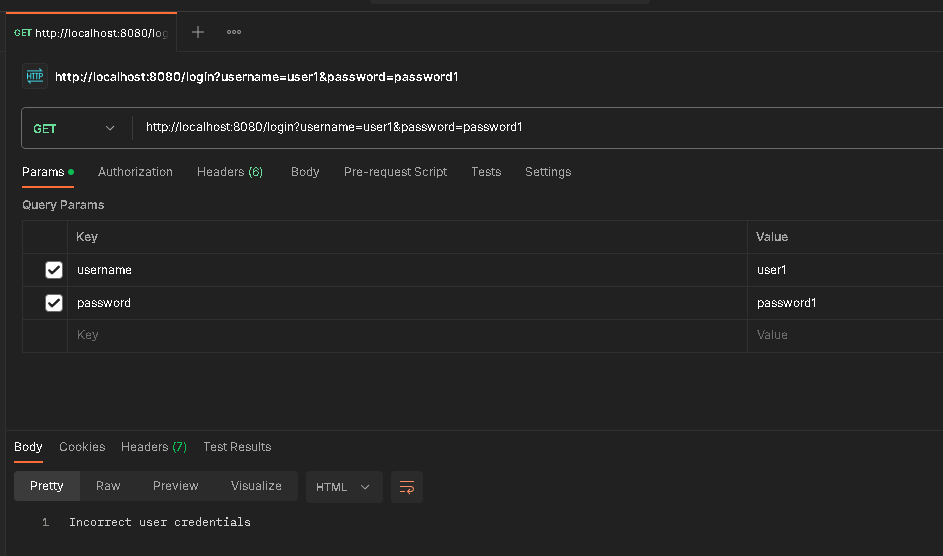 GET http://localhost:8080/log
HTTP http://localhost:8080/login?username=user1&password=password1
GET http://localhost:8080/login?username=user1&password=password1
Params Authorization Headers (6) Body Pre-request Script Tests Settings
Query Params
Key Value
username user1
password password1
Key Value
Body Cookies Headers (7) Test Results
Pretty Raw Preview Visualize HTML
1 Incorrect user credentials